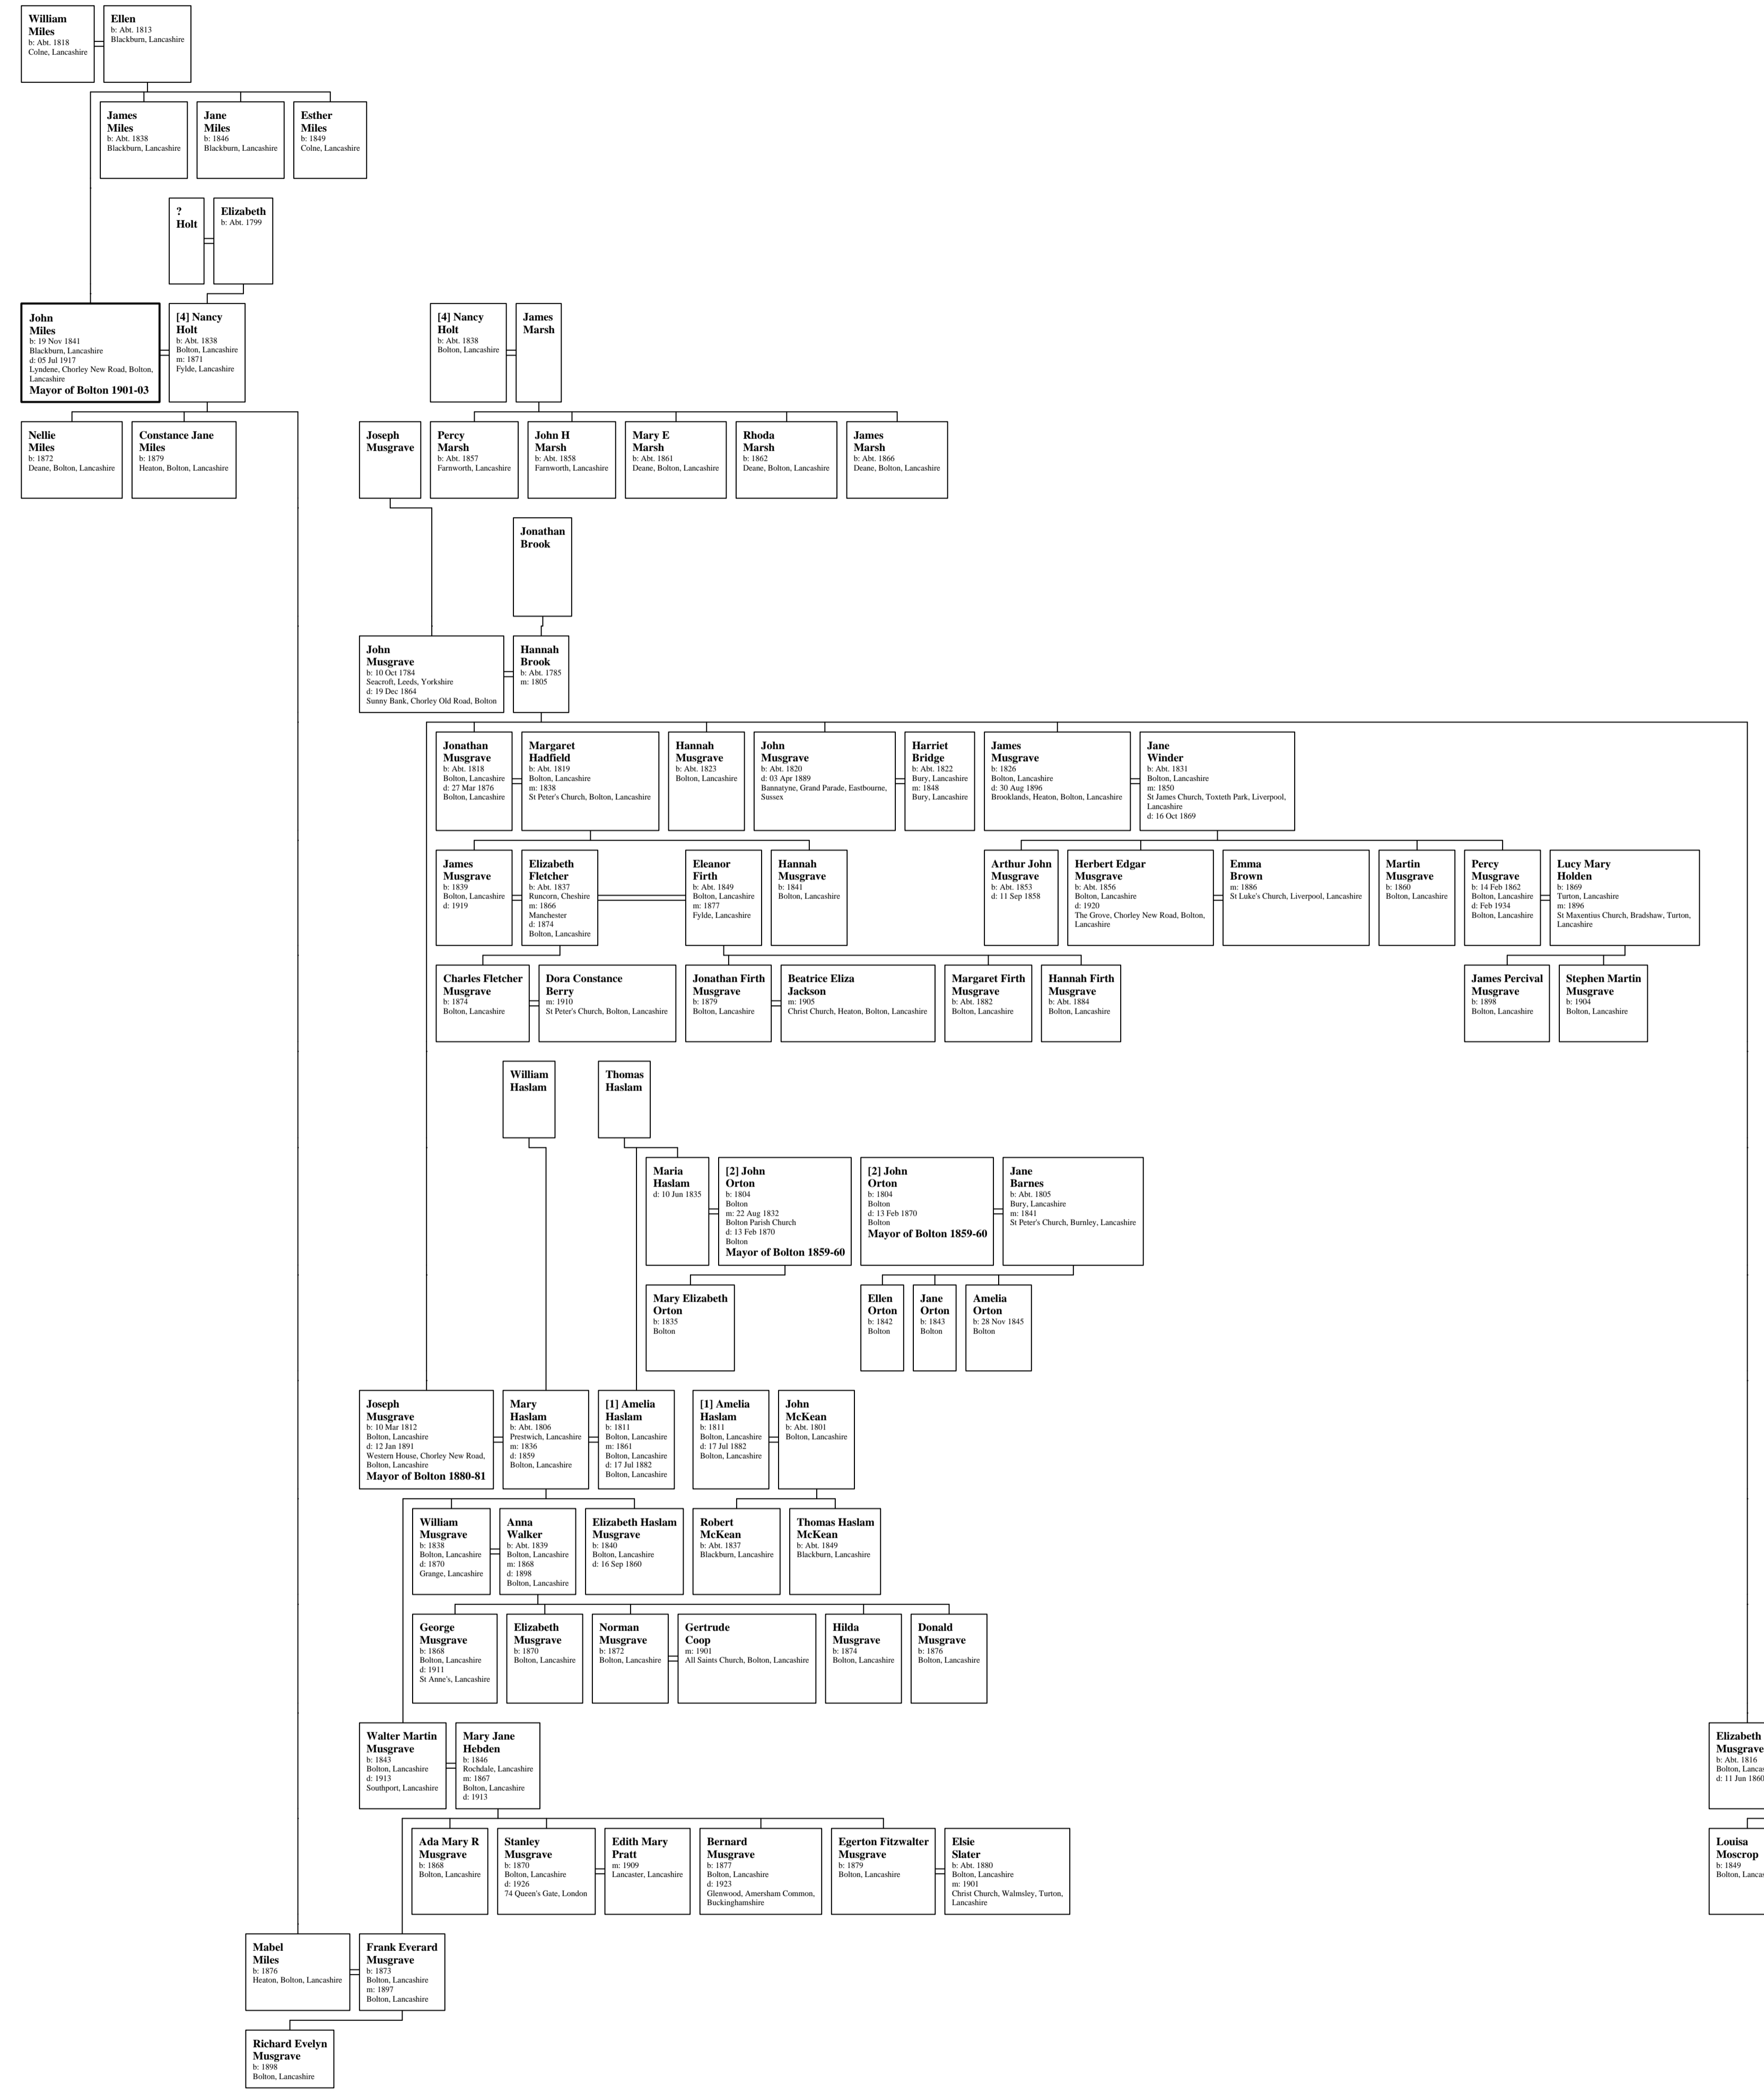 William
Miles
b: Abt. 1818
Colne, Lancashire
Ellen
b: Abt. 1813
Blackburn, Lancashire
James
Miles
b: Abt. 1838
Blackburn, Lancashire
Jane
Miles
b: 1846
Blackburn, Lancashire
Esther
Miles
b: 1849
Colne, Lancashire
?
Holt
Elizabeth
b: Abt. 1799
John
Miles
b: 19 Nov 1841
Blackburn, Lancashire
d: 05 Jul 1917
Lyndene, Chorley New Road, Bolton,
Lancashire
Mayor of Bolton 1901-03
[4] Nancy
Holt
b: Abt. 1838
Bolton, Lancashire
m: 1871
Fylde, Lancashire
[4] Nancy
Holt
b: Abt. 1838
Bolton, Lancashire
James
Marsh
Nellie
Miles
b: 1872
Deane, Bolton, Lancashire
Constance Jane
Miles
b: 1879
Heaton, Bolton, Lancashire
Joseph
Musgrave
Percy
Marsh
b: Abt. 1857
Farnworth, Lancashire
John H
Marsh
b: Abt. 1858
Farnworth, Lancashire
Mary E
Marsh
b: Abt. 1861
Deane, Bolton, Lancashire
Rhoda
Marsh
b: 1862
Deane, Bolton, Lancashire
James
Marsh
b: Abt. 1866
Deane, Bolton, Lancashire
Jonathan
Brook
John
Musgrave
b: 10 Oct 1784
Seacroft, Leeds, Yorkshire
d: 19 Dec 1864
Sunny Bank, Chorley Old Road, Bolton
Hannah
Brook
b: Abt. 1785
m: 1805
Jonathan
Musgrave
b: Abt. 1818
Bolton, Lancashire
d: 27 Mar 1876
Bolton, Lancashire
Margaret
Hadfield
b: Abt. 1819
Bolton, Lancashire
m: 1838
St Peter's Church, Bolton, Lancashire
Hannah
Musgrave
b: Abt. 1823
Bolton, Lancashire
John
Musgrave
b: Abt. 1820
d: 03 Apr 1889
Bannatyne, Grand Parade, Eastbourne,
Sussex
Harriet
Bridge
b: Abt. 1822
Bury, Lancashire
m: 1848
Bury, Lancashire
James
Musgrave
b: 1826
Bolton, Lancashire
d: 30 Aug 1896
Brooklands, Heaton, Bolton, Lancashire
Jane
Winder
b: Abt. 1831
Bolton, Lancashire
m: 1850
St James Church, Toxteth Park, Liverpool,
Lancashire
d: 16 Oct 1869
James
Musgrave
b: 1839
Bolton, Lancashire
d: 1919
Elizabeth
Fletcher
b: Abt. 1837
Runcorn, Cheshire
m: 1866
Manchester
d: 1874
Bolton, Lancashire
Eleanor
Firth
b: Abt. 1849
Bolton, Lancashire
m: 1877
Fylde, Lancashire
Hannah
Musgrave
b: 1841
Bolton, Lancashire
Arthur John
Musgrave
b: Abt. 1853
d: 11 Sep 1858
Herbert Edgar
Musgrave
b: Abt. 1856
Bolton, Lancashire
d: 1920
The Grove, Chorley New Road, Bolton,
Lancashire
Emma
Brown
m: 1886
St Luke's Church, Liverpool, Lancashire
Martin
Musgrave
b: 1860
Bolton, Lancashire
Percy
Musgrave
b: 14 Feb 1862
Bolton, Lancashire
d: Feb 1934
Bolton, Lancashire
Lucy Mary
Holden
b: 1869
Turton, Lancashire
m: 1896
St Maxentius Church, Bradshaw, Turton,
Lancashire
Charles Fletcher
Musgrave
b: 1874
Bolton, Lancashire
Dora Constance
Berry
m: 1910
St Peter's Church, Bolton, Lancashire
Jonathan Firth
Musgrave
b: 1879
Bolton, Lancashire
Beatrice Eliza
Jackson
m: 1905
Christ Church, Heaton, Bolton, Lancashire
Margaret Firth
Musgrave
b: Abt. 1882
Bolton, Lancashire
Hannah Firth
Musgrave
b: Abt. 1884
Bolton, Lancashire
James Percival
Musgrave
b: 1898
Bolton, Lancashire
Stephen Martin
Musgrave
b: 1904
Bolton, Lancashire
William
Haslam
Thomas
Haslam
Maria
Haslam
d: 10 Jun 1835
[2] John
Orton
b: 1804
Bolton
m: 22 Aug 1832
Bolton Parish Church
d: 13 Feb 1870
Bolton
Mayor of Bolton 1859-60
[2] John
Orton
b: 1804
Bolton
d: 13 Feb 1870
Bolton
Mayor of Bolton 1859-60
Jane
Barnes
b: Abt. 1805
Bury, Lancashire
m: 1841
St Peter's Church, Burnley, Lancashire
Mary Elizabeth
Orton
b: 1835
Bolton
Ellen
Orton
b: 1842
Bolton
Jane
Orton
b: 1843
Bolton
Amelia
Orton
b: 28 Nov 1845
Bolton
Joseph
Musgrave
b: 10 Mar 1812
Bolton, Lancashire
d: 12 Jan 1891
Western House, Chorley New Road,
Bolton, Lancashire
Mayor of Bolton 1880-81
Mary
Haslam
b: Abt. 1806
Prestwich, Lancashire
m: 1836
d: 1859
Bolton, Lancashire
[1] Amelia
Haslam
b: 1811
Bolton, Lancashire
m: 1861
Bolton, Lancashire
d: 17 Jul 1882
Bolton, Lancashire
[1] Amelia
Haslam
b: 1811
Bolton, Lancashire
d: 17 Jul 1882
Bolton, Lancashire
John
McKean
b: Abt. 1801
Bolton, Lancashire
William
Musgrave
b: 1838
Bolton, Lancashire
d: 1870
Grange, Lancashire
Anna
Walker
b: Abt. 1839
Bolton, Lancashire
m: 1868
d: 1898
Bolton, Lancashire
Elizabeth Haslam
Musgrave
b: 1840
Bolton, Lancashire
d: 16 Sep 1860
Robert
McKean
b: Abt. 1837
Blackburn, Lancashire
Thomas Haslam
McKean
b: Abt. 1849
Blackburn, Lancashire
George
Musgrave
b: 1868
Bolton, Lancashire
d: 1911
St Anne's, Lancashire
Elizabeth
Musgrave
b: 1870
Bolton, Lancashire
Norman
Musgrave
b: 1872
Bolton, Lancashire
Gertrude
Coop
m: 1901
All Saints Church, Bolton, Lancashire
Hilda
Musgrave
b: 1874
Bolton, Lancashire
Donald
Musgrave
b: 1876
Bolton, Lancashire
Walter Martin
Musgrave
b: 1843
Bolton, Lancashire
d: 1913
Southport, Lancashire
Mary Jane
Hebden
b: 1846
Rochdale, Lancashire
m: 1867
Bolton, Lancashire
d: 1913
Elizabeth
Musgrave
b: Abt. 1816
Bolton, Lancas
d: 11 Jun 1860
Ada Mary R
Musgrave
b: 1868
Bolton, Lancashire
Stanley
Musgrave
b: 1870
Bolton, Lancashire
d: 1926
74 Queen's Gate, London
Edith Mary
Pratt
m: 1909
Lancaster, Lancashire
Bernard
Musgrave
b: 1877
Bolton, Lancashire
d: 1923
Glenwood, Amersham Common,
Buckinghamshire
Egerton Fitzwalter
Musgrave
b: 1879
Bolton, Lancashire
Elsie
Slater
b: Abt. 1880
Bolton, Lancashire
m: 1901
Christ Church, Walmsley, Turton,
Lancashire
Louisa
Moscrop
b: 1849
Bolton, Lancas
Mabel
Miles
b: 1876
Heaton, Bolton, Lancashire
Frank Everard
Musgrave
b: 1873
Bolton, Lancashire
m: 1897
Bolton, Lancashire
Richard Evelyn
Musgrave
b: 1898
Bolton, Lancashire